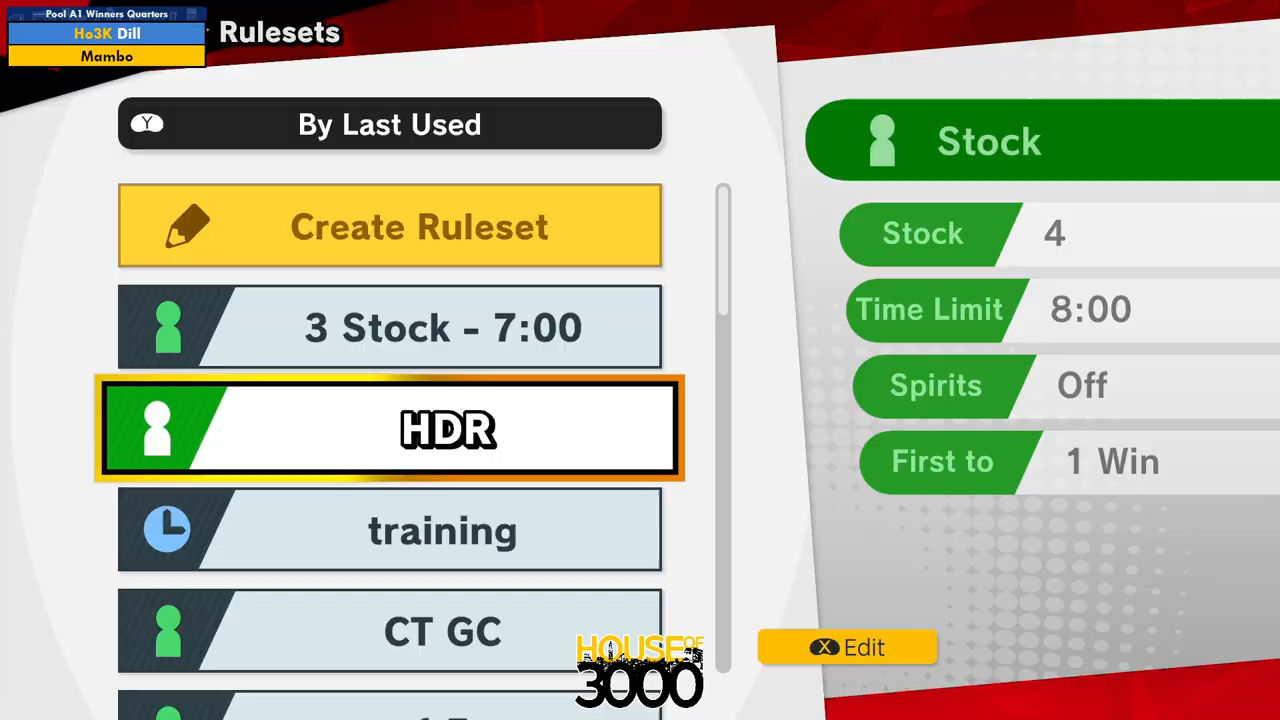 Pool A1 Winners Quarters
Ho3K Dill
Mambo
Rulesets
Y
By Last Used
Create Ruleset
3 Stock - 7:00
HDR
training
CT GC
Stock
Stock 4
Time Limit 8:00
Spirits Off
First to 1 Win
X Edit
HOUSE OF
3000